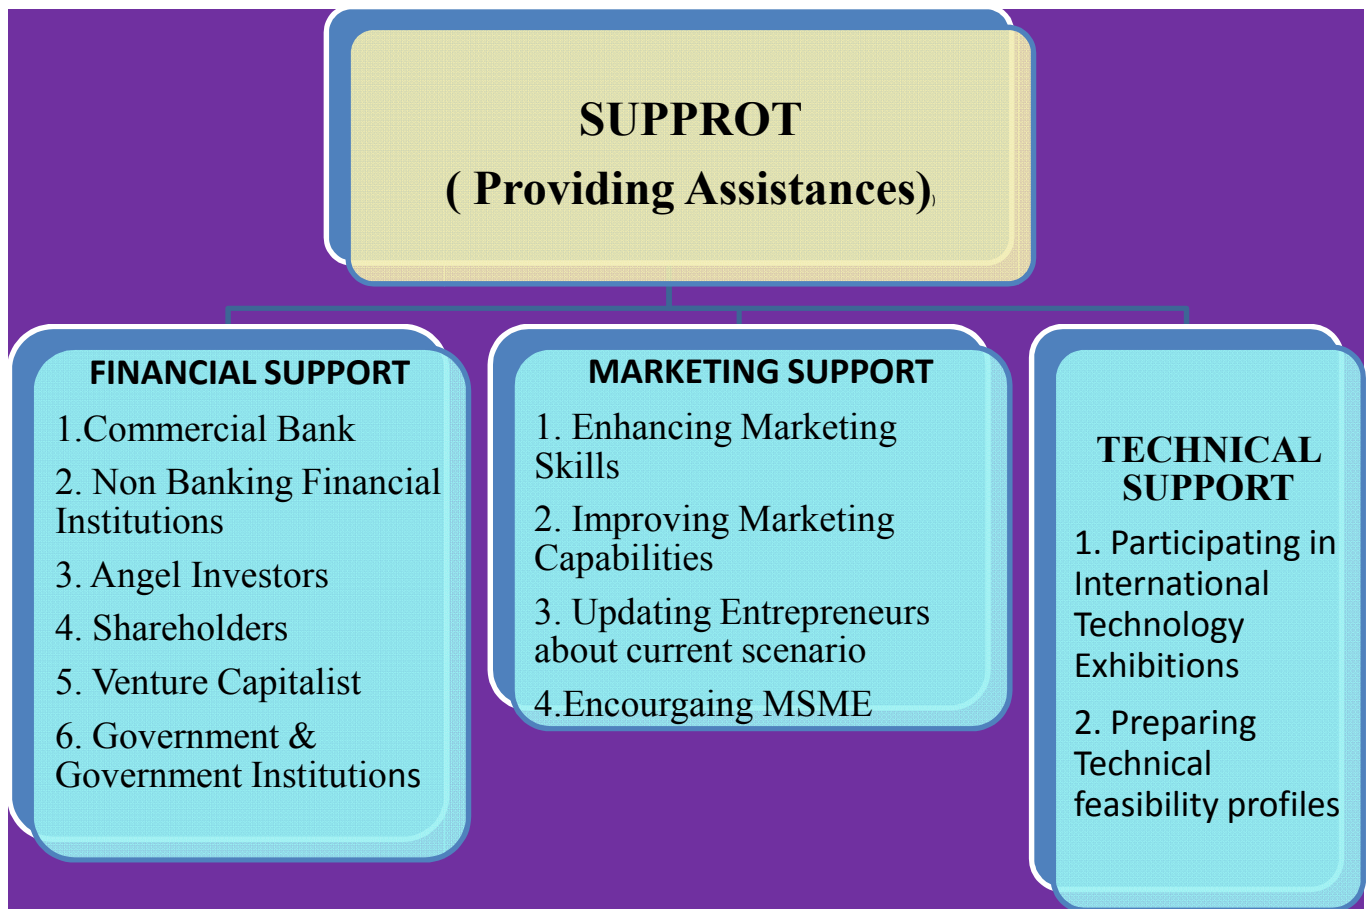 SUPPROT
( Providing Assistances))
FINANCIAL SUPPORT
1.Commercial Bank
2. Non Banking Financial
Institutions
3. Angel Investors
4. Shareholders
5. Venture Capitalist
6. Government &
Government Institutions
MARKETING SUPPORT
1. Enhancing Marketing
Skills
2. Improving Marketing
Capabilities
3. Updating Entrepreneurs
about current scenario
4.Encourgaing MSME
TECHNICAL
SUPPORT
1. Participating in
International
Technology
Exhibitions
2. Preparing
Technical
feasibility profiles